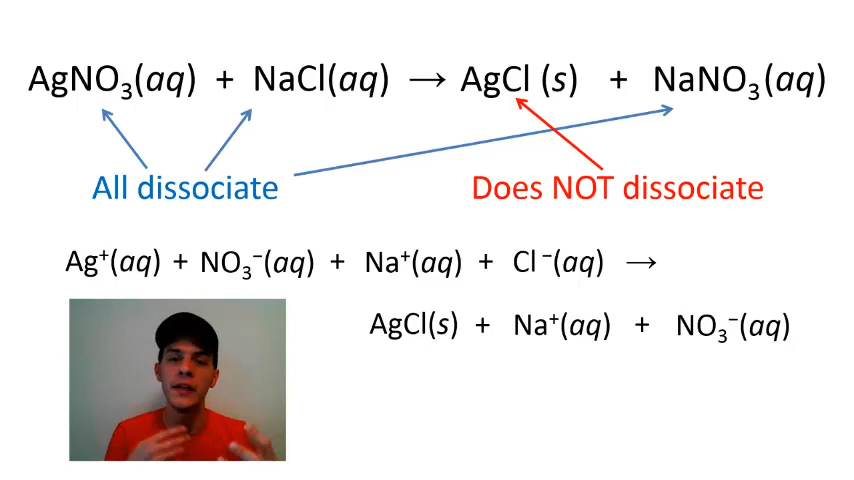 AgNO₃(aq) + NaCl(aq) → AgCl (s) + NaNO₃(aq)
All dissociate Does NOT dissociate
Ag⁺(aq) + NO₃⁻(aq) + Na⁺(aq) + Cl⁻(aq) →
AgCl(s) + Na⁺(aq) + NO₃⁻(aq)